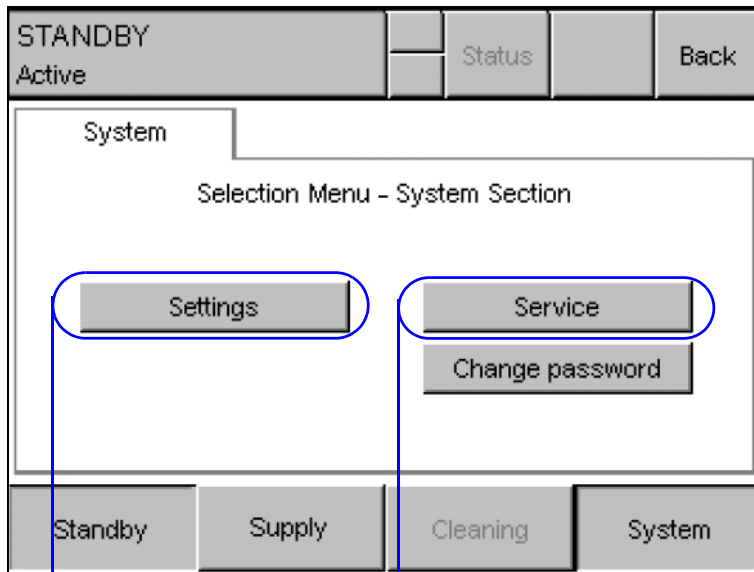 STANDBY
Active
Status
Back
System
Selection Menu - System Section
Settings
Service
Change password
Standby
Supply
Cleaning
System